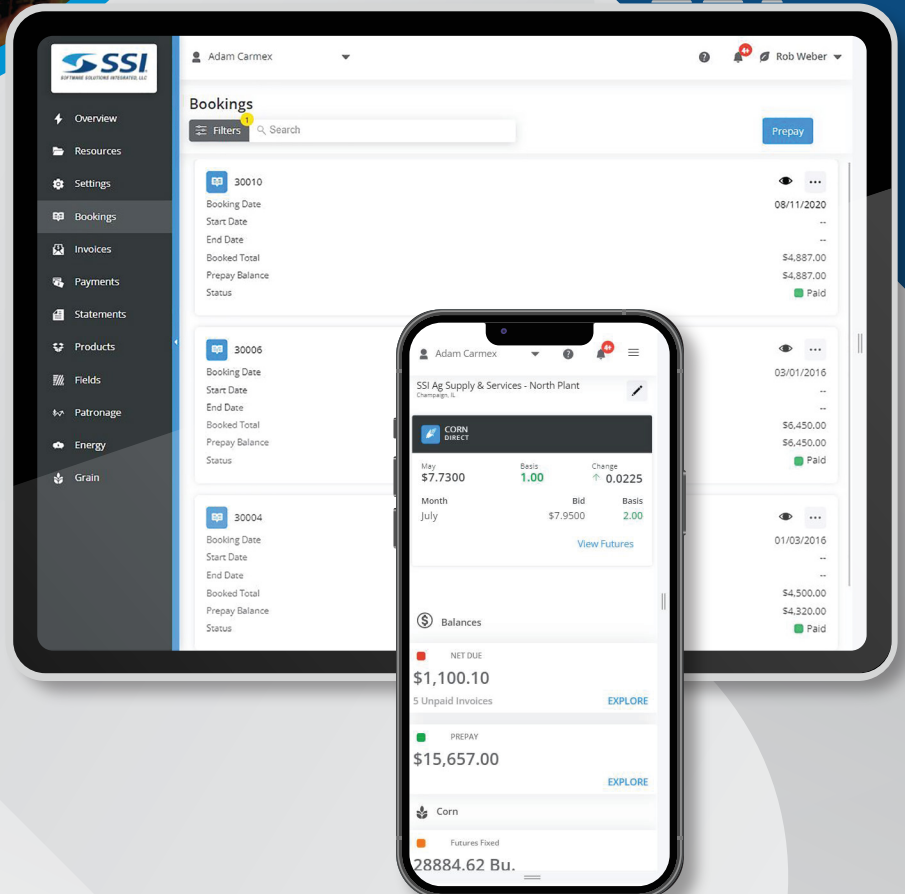 SSI
SOFTWARE SOLUTIONS INTEGRATED, LLC
Overview
Resources
Settings
Bookings
Invoices
Payments
Statements
Products
Fields
Patronage
Energy
Grain
Adam Carmex
? 4+ Rob Weber
Bookings
Filters 1 Search
Prepay
30010 ...
Booking Date 08/11/2020
Start Date --
End Date --
Booked Total $4,887.00
Prepay Balance $4,887.00
Status Paid
30006 ...
Booking Date 03/01/2016
Start Date --
End Date --
Booked Total $6,450.00
Prepay Balance $6,450.00
Status Paid
30004 ...
Booking Date 01/03/2016
Start Date --
End Date --
Booked Total $4,500.00
Prepay Balance $4,320.00
Status Paid
Adam Carmex ? 4+
SSI Ag Supply & Services - North Plant
Champaign, IL
CORN
DIRECT
May Basis Change
$7.7300 1.00 ↑ 0.0225
Month Bid Basis
July $7.9500 2.00
View Futures
$ Balances
NET DUE
$1,100.10
5 Unpaid Invoices EXPLORE
PREPAY
$15,657.00
EXPLORE
Corn
Futures Fixed
28884.62 Bu.